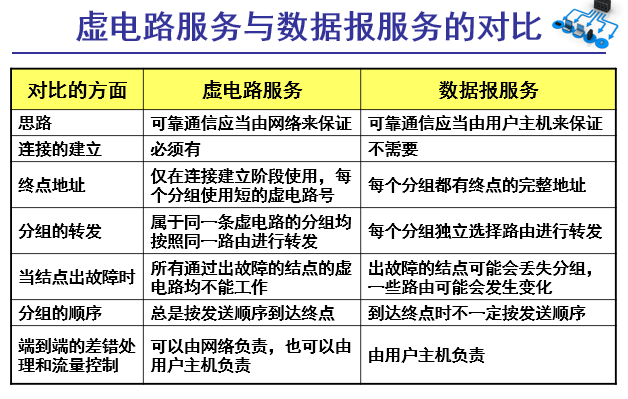 虚电路服务与数据报服务的对比
对比的方面 虚电路服务 数据报服务
思路 可靠通信应当由网络来保证 可靠通信应当由用户主机来保证
连接的建立 必须有 不需要
终点地址 仅在连接建立阶段使用，每
个分组使用短的虚电路号 每个分组都有终点的完整地址
分组的转发 属于同一条虚电路的分组均
按照同一路由进行转发 每个分组独立选择路由进行转发
当结点出故障时 所有通过出故障的结点的虚
电路均不能工作 出故障的结点可能会丢失分组，
一些路由可能会发生变化
分组的顺序 总是按发送顺序到达终点 到达终点时不一定按发送顺序
端到端的差错处
理和流量控制 可以由网络负责，也可以由
用户主机负责 由用户主机负责